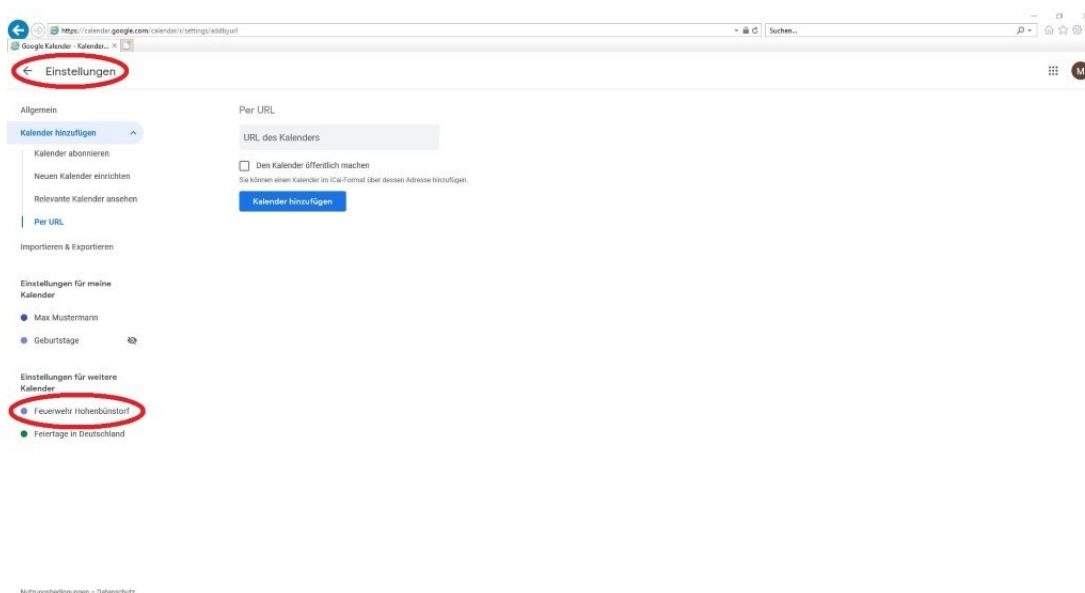 https://calendar.google.com/calendar/r/settings/addbyurl
Suchen...
Google Kalender - Kalender...
Einstellungen
M
Allgemein
Kalender hinzufügen
Kalender abonnieren
Neuen Kalender einrichten
Relevante Kalender ansehen
Per URL
Importieren & Exportieren
Einstellungen für meine
Kalender
Max Mustermann
Geburtstage
Einstellungen für weitere
Kalender
Feuerwehr Hohenbünstorf
Feiertage in Deutschland
Per URL
URL des Kalenders
Den Kalender öffentlich machen
Sie können einen Kalender im iCal-Format über dessen Adresse hinzufügen.
Kalender hinzufügen
Nutzungsbedingungen – Datenschutz